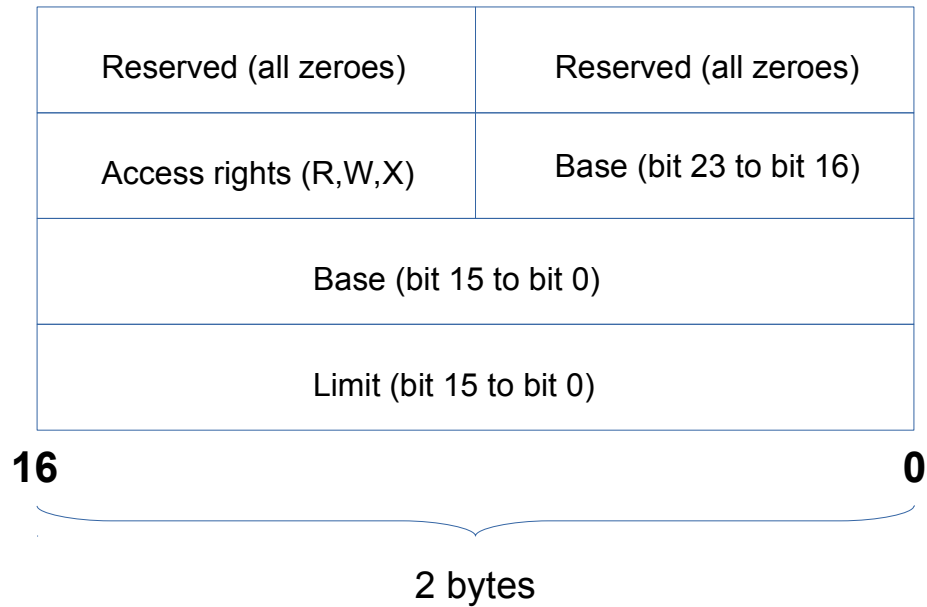 Reserved (all zeroes) Reserved (all zeroes)
Access rights (R,W,X) Base (bit 23 to bit 16)
Base (bit 15 to bit 0)
Limit (bit 15 to bit 0)
16 0
2 bytes